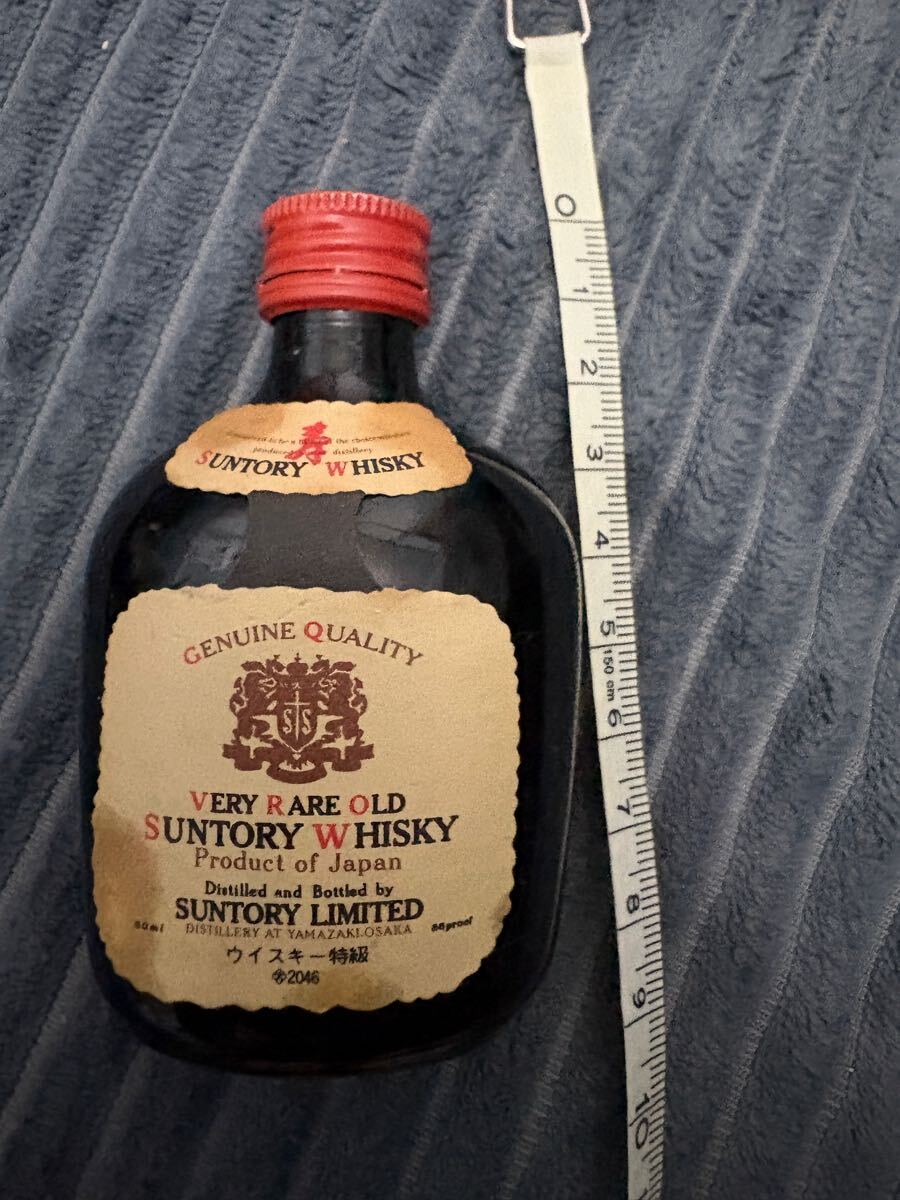 寿
produced distillery
SUNTORY WHISKY
GENUINE QUALITY
S S
VERY RARE OLD
SUNTORY WHISKY
Product of Japan
Distilled and Bottled by
SUNTORY LIMITED
DISTILLERY AT YAMAZAKI.OSAKA
ウイスキー特級
2046
0
1
2
3
4
5
150 cm
6
7
8
9
10